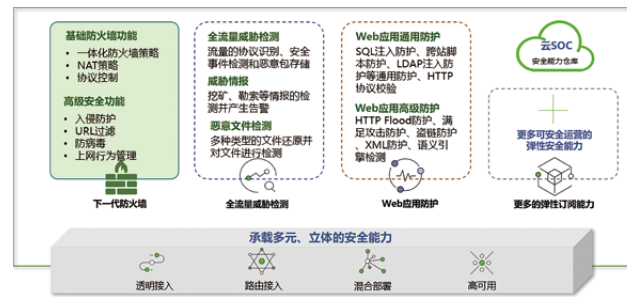 基础防火墙功能
• 一体化防火墙策略
• NAT策略
• 协议控制
高级安全功能
• 入侵防护
• URL过滤
• 防病毒
• 上网行为管理
下一代防火墙
全流量威胁检测
流量的协议识别、安全
事件检测和恶意包存储
威胁情报
挖矿、勒索等情报的检
测并产生告警
恶意文件检测
多种类型的文件还原并
对文件进行检测
全流量威胁检测
Web应用通用防护
SQL注入防护、跨站脚
本防护、LDAP注入防
护等通用防护、HTTP
协议校验
Web应用高级防护
HTTP Flood防护、满
足攻击防护、盗链防护
、XML防护、语义引
擎检测
Web应用防护
云SOC
安全能力仓库
更多可安全运营的
弹性安全能力
更多的弹性订阅能力
承载多元、立体的安全能力
透明接入
路由接入
混合部署
高可用